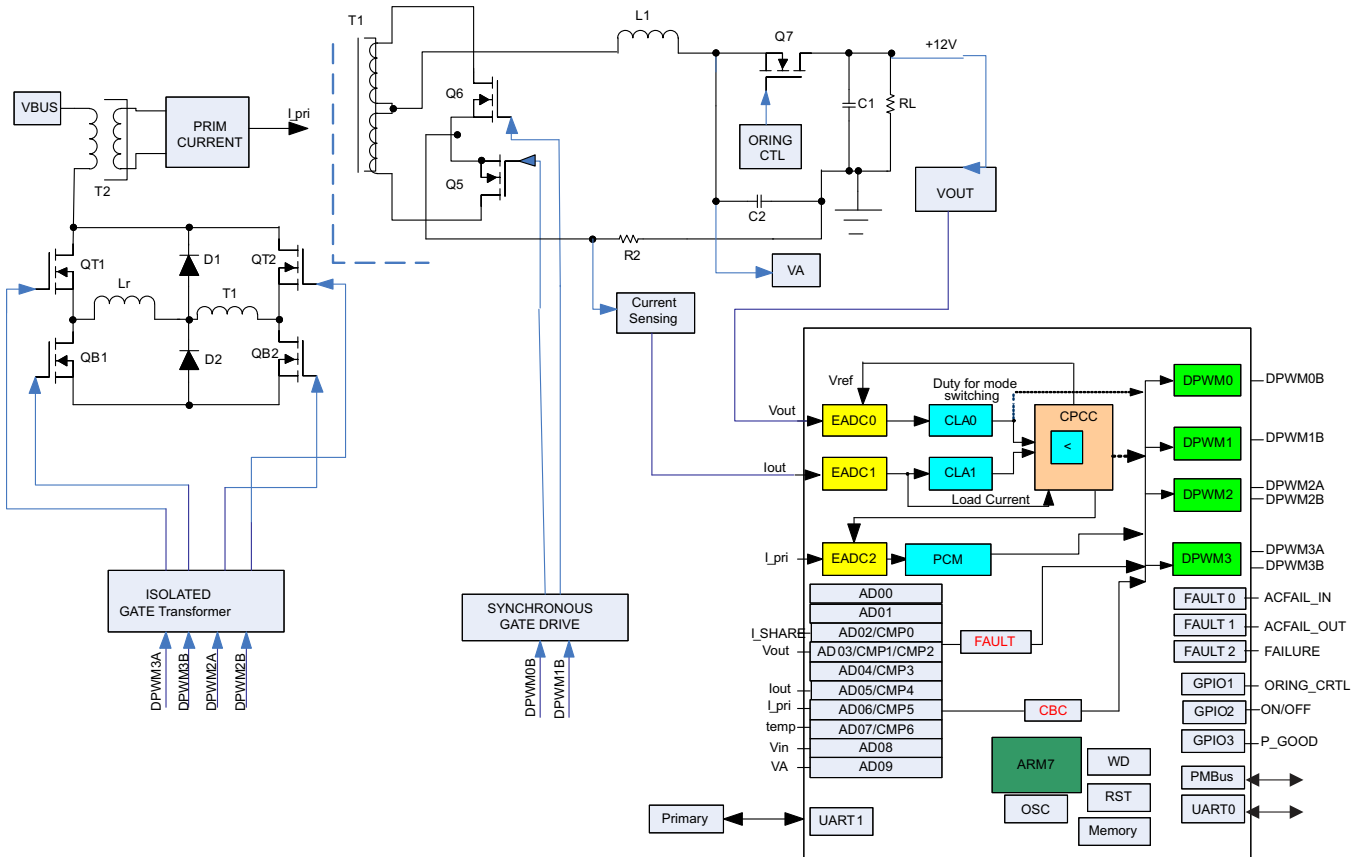 T1
L1
Q7
+12V
VBUS
PRIM
CURRENT
I_pri
T2
Q6
Q5
ORING
CTL
C1
RL
VOUT
C2
R2
VA
QT1
D1
QT2
Lr
T1
QB1
D2
QB2
Current
Sensing
ISOLATED
GATE Transformer
DPWM3A
DPWM3B
DPWM2A
DPWM2B
SYNCHRONOUS
GATE DRIVE
DPWM0B
DPWM1B
Vref
Duty for mode
switching
Vout
EADC0
CLA0
CPCC
<
Iout
EADC1
CLA1
Load Current
I_pri
EADC2
PCM
DPWM0
DPWM0B
DPWM1
DPWM1B
DPWM2
DPWM2A
DPWM2B
DPWM3
DPWM3A
DPWM3B
AD00
AD01
I_SHARE
AD02/CMP0
Vout
AD03/CMP1/CMP2
AD04/CMP3
Iout
AD05/CMP4
I_pri
AD06/CMP5
temp
AD07/CMP6
Vin
AD08
VA
AD09
FAULT
CBC
FAULT 0
ACFAIL_IN
FAULT 1
ACFAIL_OUT
FAULT 2
FAILURE
GPIO1
ORING_CRTL
GPIO2
ON/OFF
GPIO3
P_GOOD
ARM7
WD
OSC
RST
Memory
PMBus
UART0
Primary
UART1